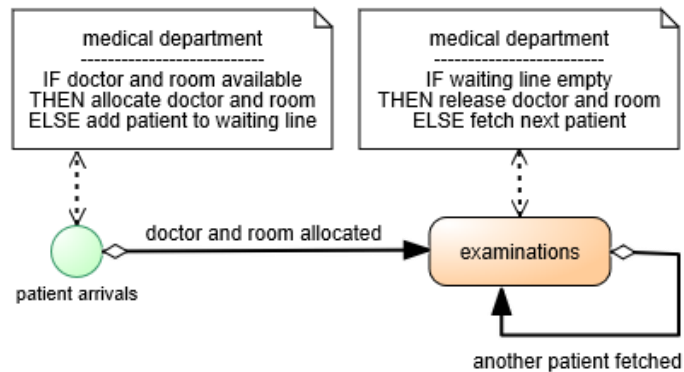 medical department
---------------------------
IF doctor and room available
THEN allocate doctor and room
ELSE add patient to waiting line
medical department
---------------------------
IF waiting line empty
THEN release doctor and room
ELSE fetch next patient
doctor and room allocated
examinations
patient arrivals
another patient fetched